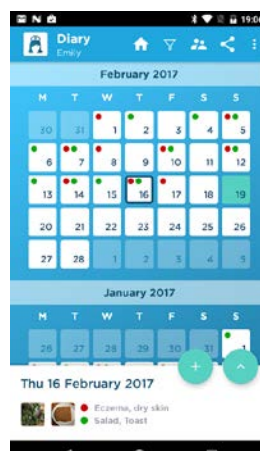 19:06
Diary
Emily
February 2017
M T W T F S S
30 31 1 2 3 4 5
6 7 8 9 10 11 12
13 14 15 16 17 18 19
20 21 22 23 24 25 26
27 28 1 2 3 4 5
January 2017
M T W T F S S
26 27 28 29 30 31 1
Thu 16 February 2017
Eczema, dry skin
Salad, Toast